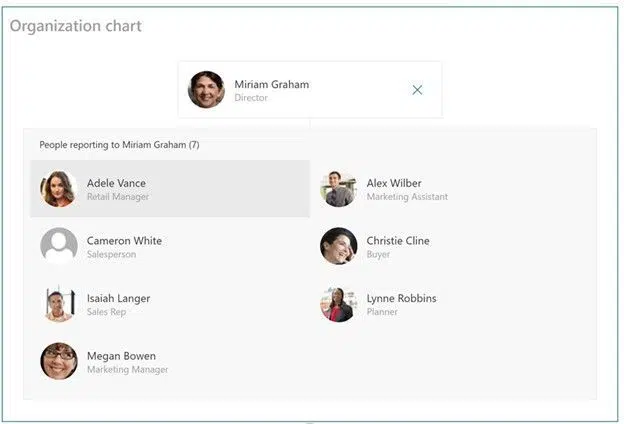 Organization chart
Miriam Graham
Director
People reporting to Miriam Graham (7)
Adele Vance
Retail Manager
Alex Wilber
Marketing Assistant
Cameron White
Salesperson
Christie Cline
Buyer
Isaiah Langer
Sales Rep
Lynne Robbins
Planner
Megan Bowen
Marketing Manager